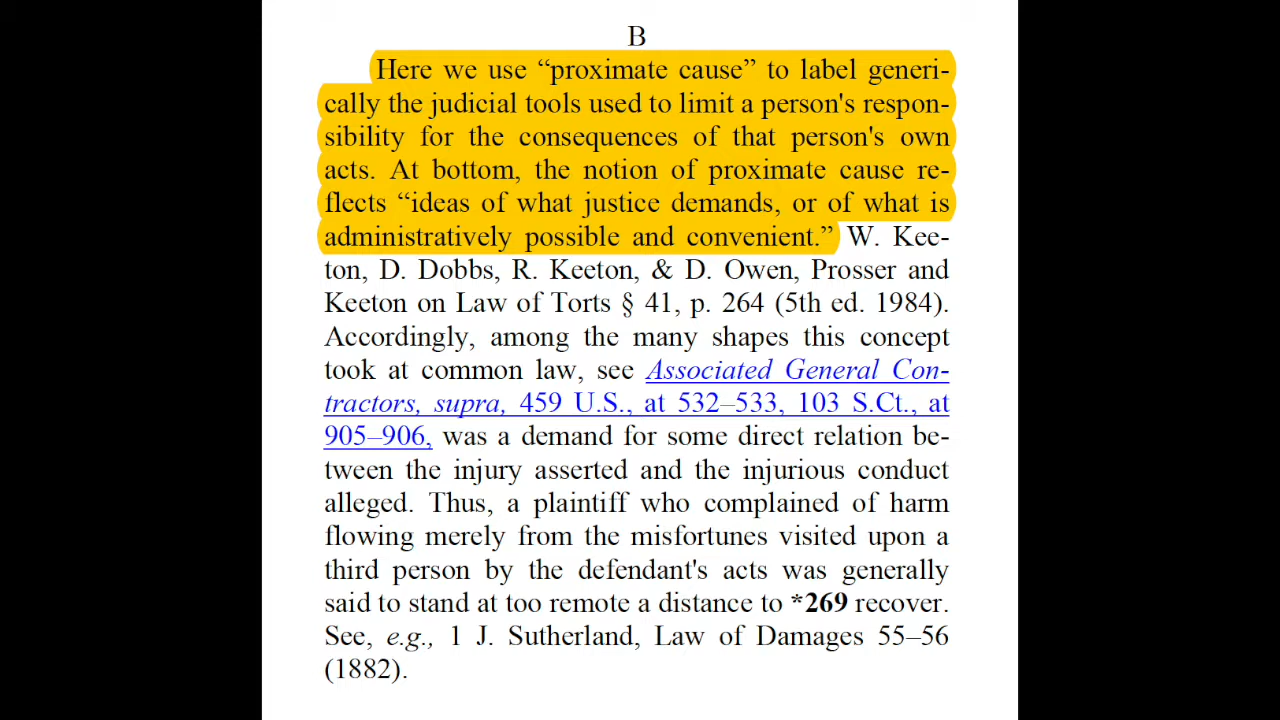 B
Here we use “proximate cause” to label generi-
cally the judicial tools used to limit a person's respon-
sibility for the consequences of that person's own
acts. At bottom, the notion of proximate cause re-
flects “ideas of what justice demands, or of what is
administratively possible and convenient.” W. Kee-
ton, D. Dobbs, R. Keeton, & D. Owen, Prosser and
Keeton on Law of Torts § 41, p. 264 (5th ed. 1984).
Accordingly, among the many shapes this concept
took at common law, see Associated General Con-
tractors, supra, 459 U.S., at 532–533, 103 S.Ct., at
905–906, was a demand for some direct relation be-
tween the injury asserted and the injurious conduct
alleged. Thus, a plaintiff who complained of harm
flowing merely from the misfortunes visited upon a
third person by the defendant's acts was generally
said to stand at too remote a distance to *269 recover.
See, e.g., 1 J. Sutherland, Law of Damages 55–56
(1882).